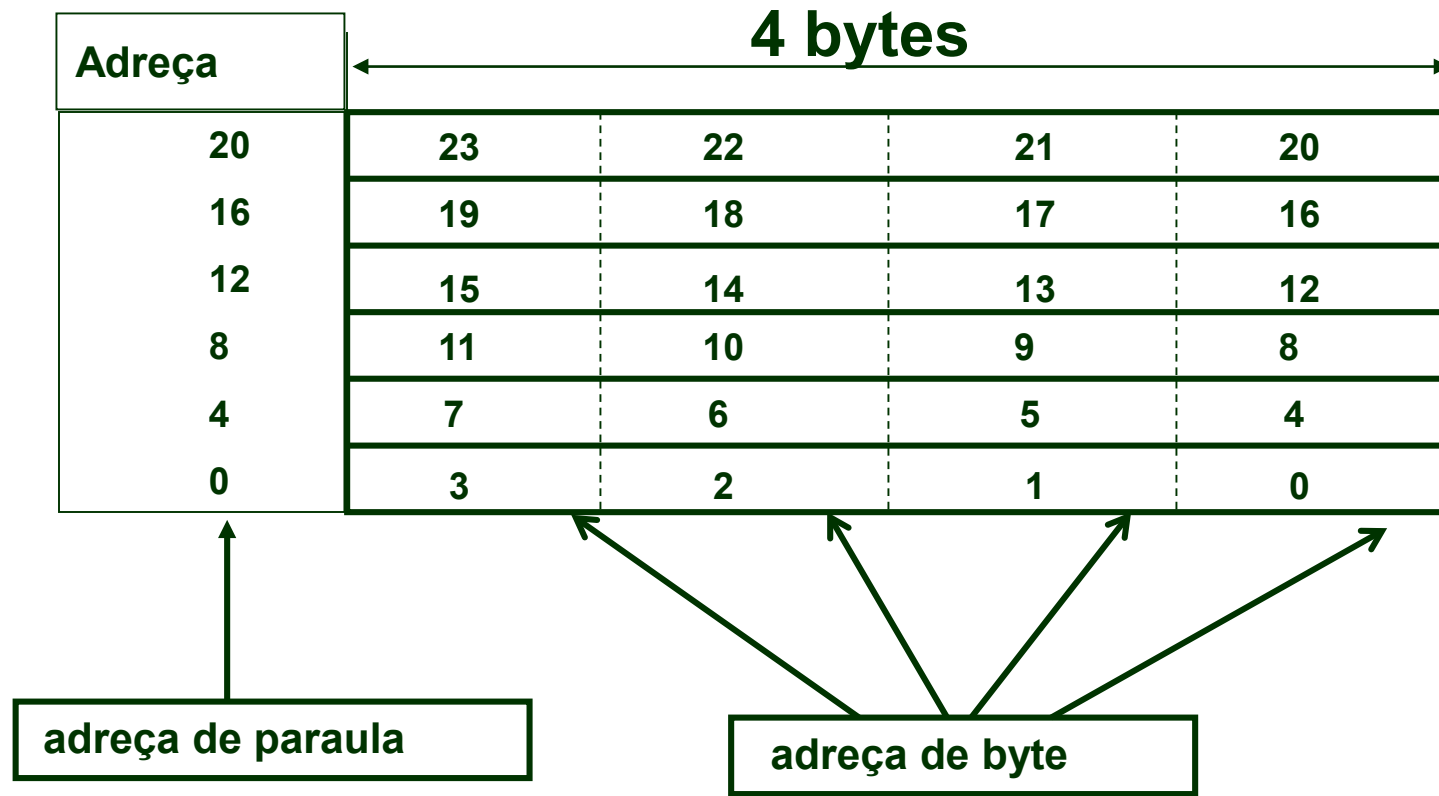 4 bytes
Adreça
20 23 22 21 20
16 19 18 17 16
12 15 14 13 12
8 11 10 9 8
4 7 6 5 4
0 3 2 1 0
adreça de paraula
adreça de byte